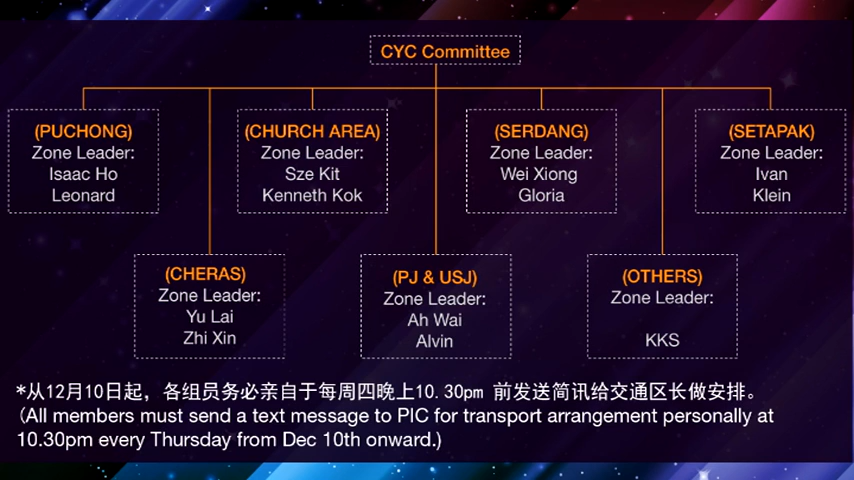 CYC Committee
(PUCHONG)
Zone Leader:
Isaac Ho
Leonard
(CHURCH AREA)
Zone Leader:
Sze Kit
Kenneth Kok
(SERDANG)
Zone Leader:
Wei Xiong
Gloria
(SETAPAK)
Zone Leader:
Ivan
Klein
(CHERAS)
Zone Leader:
Yu Lai
Zhi Xin
(PJ & USJ)
Zone Leader:
Ah Wai
Alvin
(OTHERS)
Zone Leader:
KKS
*从12月10日起，各组员务必亲自于每周四晚上10.30pm 前发送简讯给交通区长做安排。
(All members must send a text message to PIC for transport arrangement personally at
10.30pm every Thursday from Dec 10th onward.)